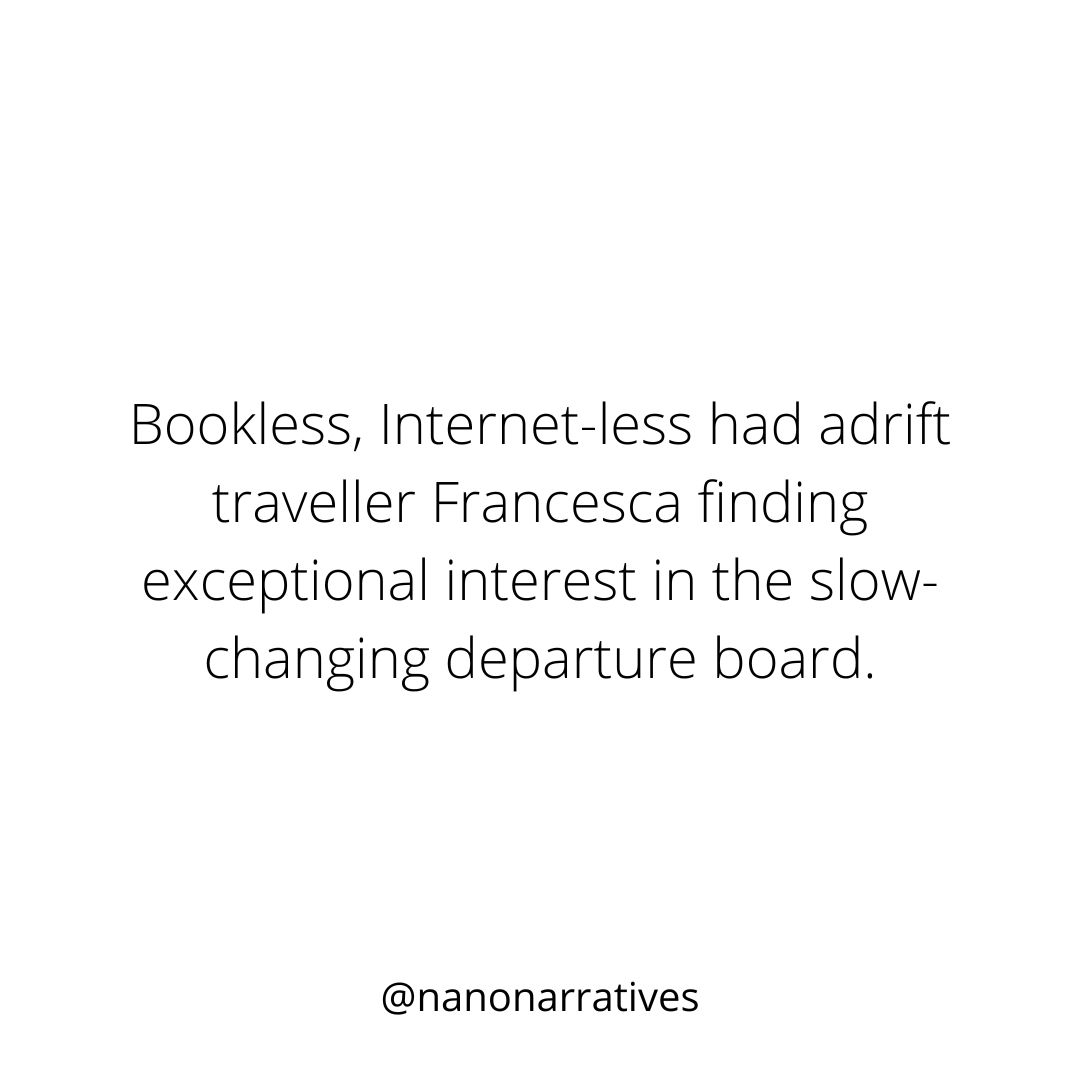 Bookless, Internet-less had adrift
traveller Francesca finding
exceptional interest in the slow-
changing departure board.
@nanonarratives